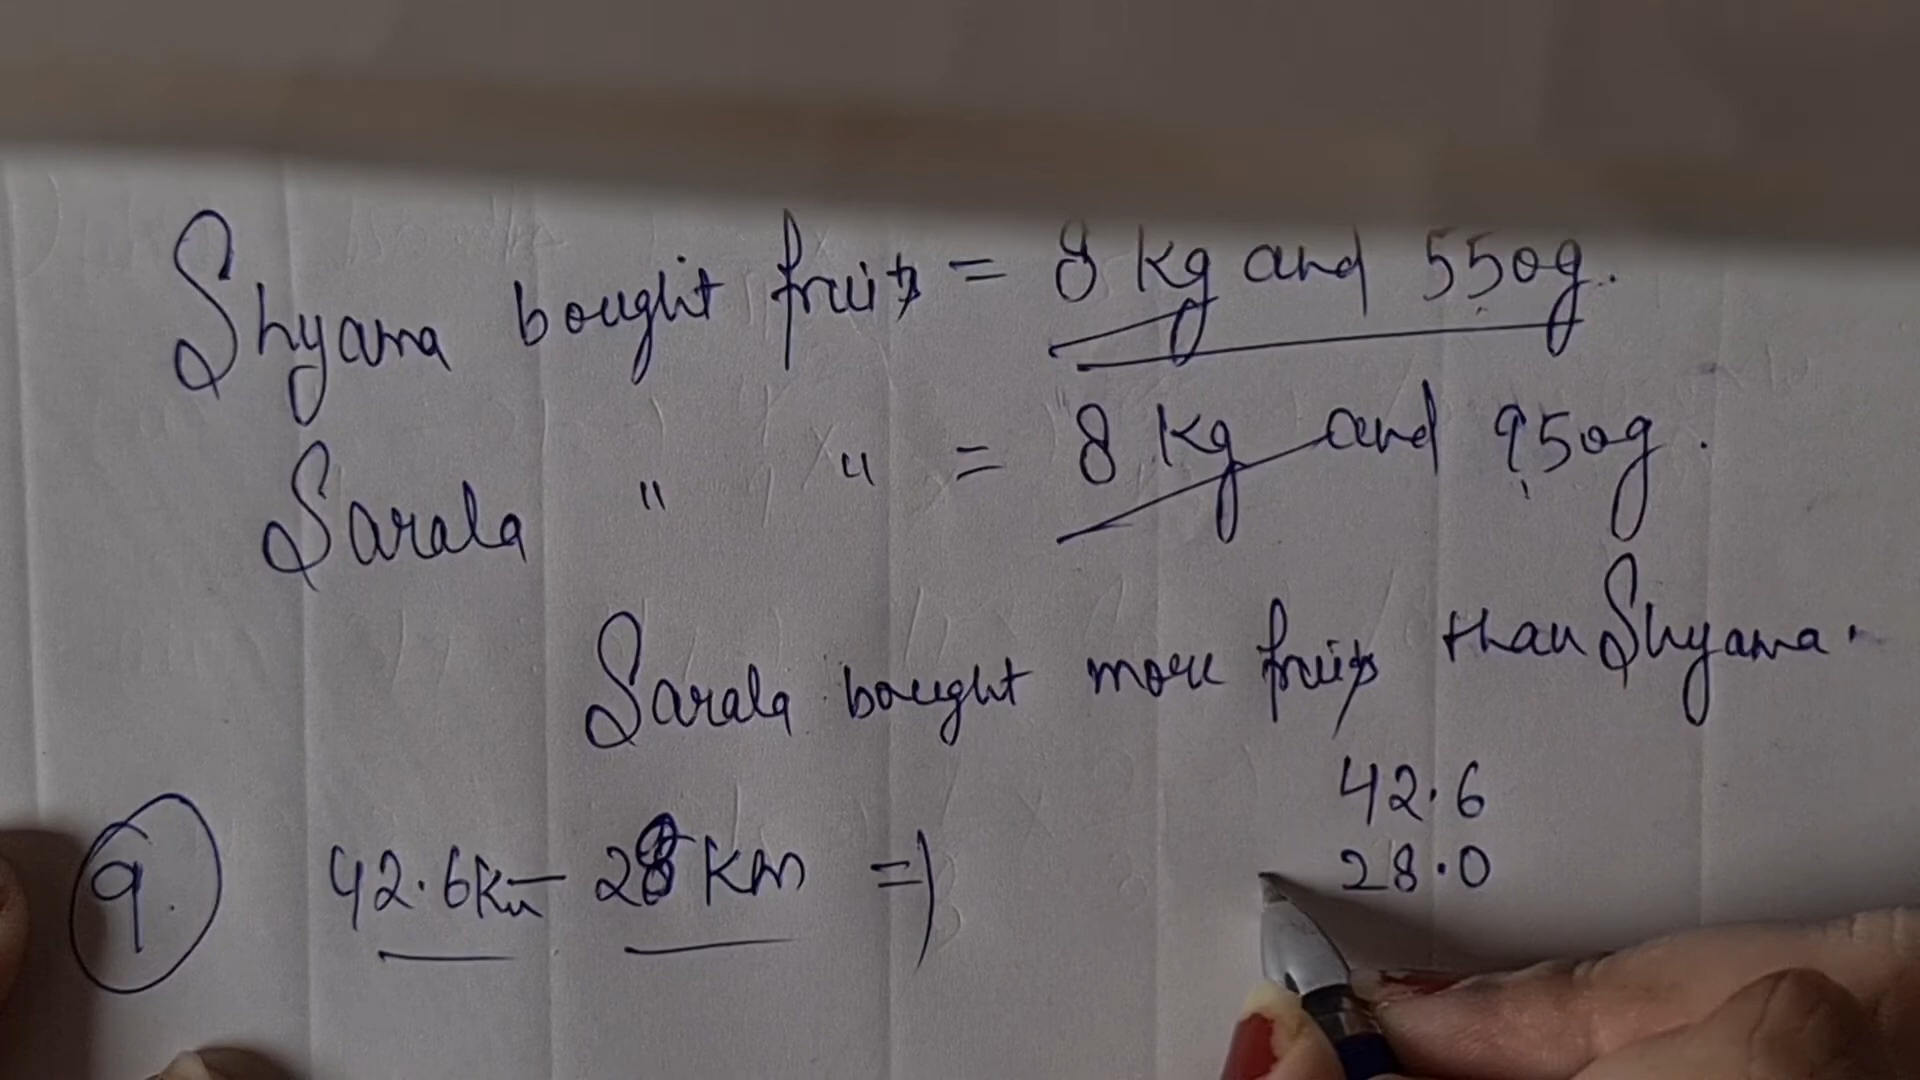 Shyama bought fruits = 8 kg and 550g.
Sarala " " = 8 kg and 950g.
Sarala bought more fruits than Shyama.
42.6
28.0
9. 42.6km - 28 km =)